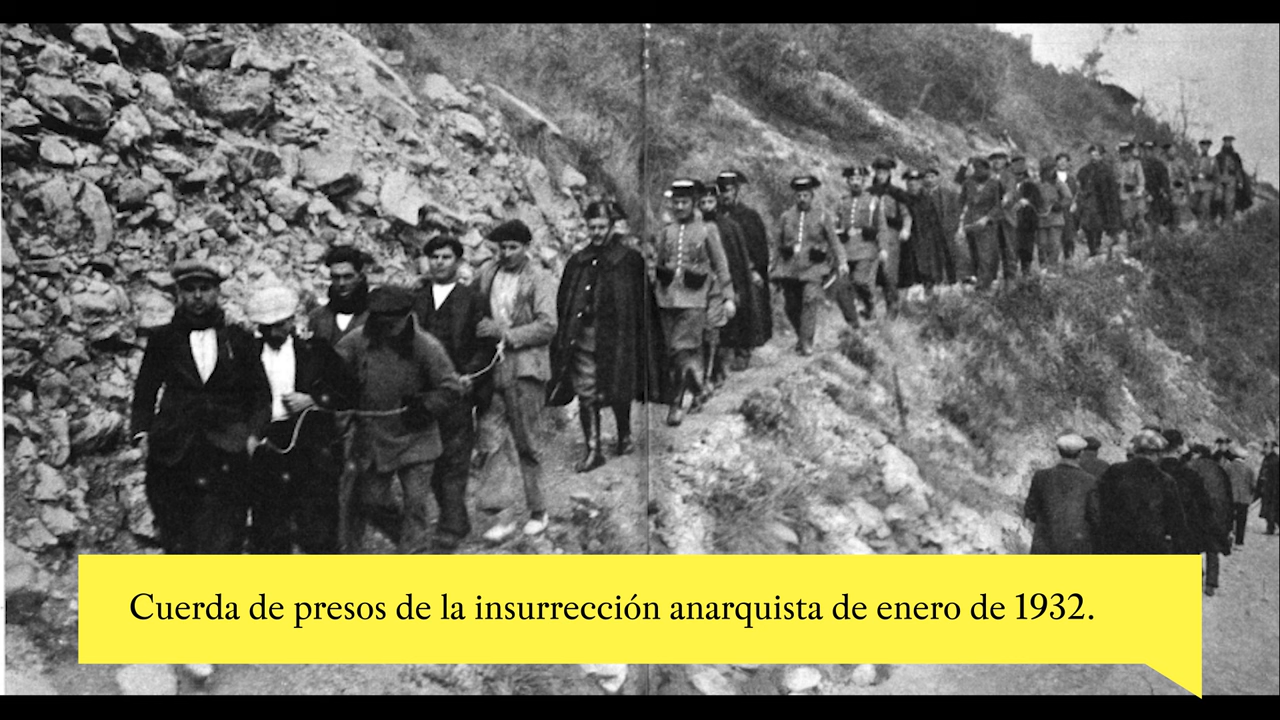 Cuerda de presos de la insurrección anarquista de enero de 1932.